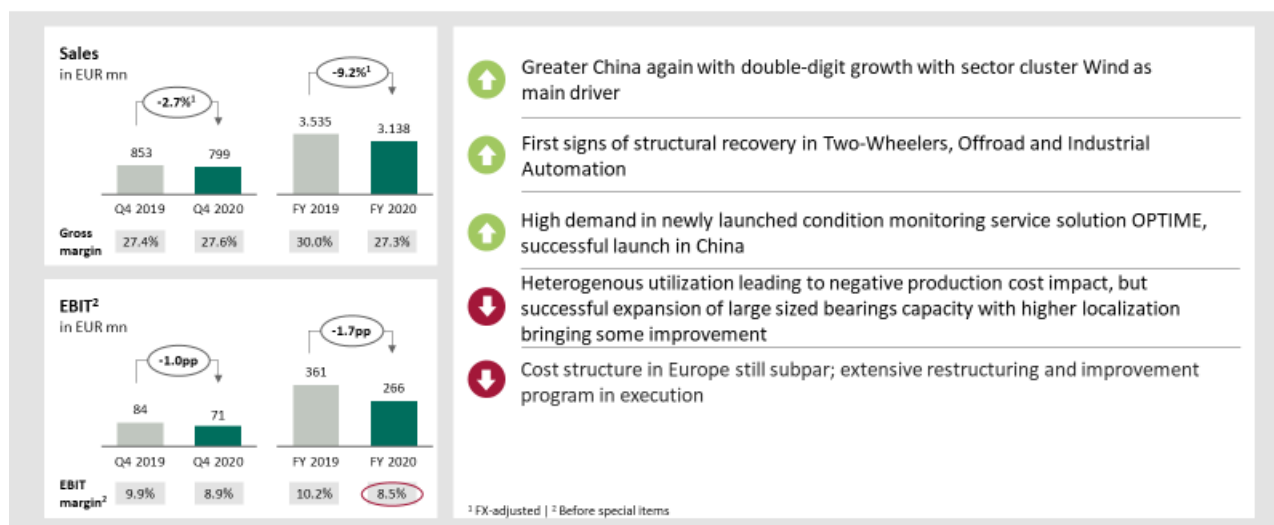 Sales
in EUR mn
-2.7%¹
-9.2%¹
853
799
3.535
3.138
Q4 2019
Q4 2020
FY 2019
FY 2020
Gross
margin
27.4%
27.6%
30.0%
27.3%
EBIT²
in EUR mn
-1.0pp
-1.7pp
84
71
361
266
Q4 2019
Q4 2020
FY 2019
FY 2020
EBIT
margin²
9.9%
8.9%
10.2%
8.5%
Greater China again with double-digit growth with sector cluster Wind as
main driver
First signs of structural recovery in Two-Wheelers, Offroad and Industrial
Automation
High demand in newly launched condition monitoring service solution OPTIME,
successful launch in China
Heterogenous utilization leading to negative production cost impact, but
successful expansion of large sized bearings capacity with higher localization
bringing some improvement
Cost structure in Europe still subpar; extensive restructuring and improvement
program in execution
¹ FX-adjusted | ² Before special items